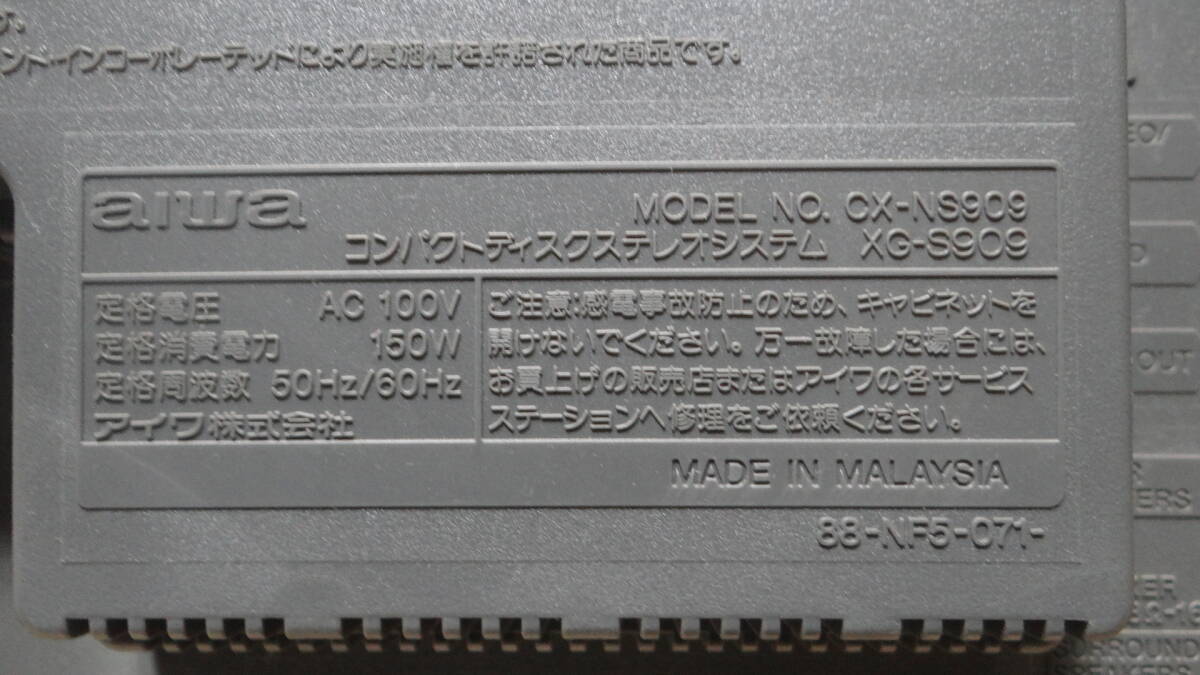 す。
ンド・インコーポレーテッドにより実施権を許諾された商品です。
aiwa
MODEL NO. CX-NS909
コンパクトディスクステレオシステム XG-S909
定格電圧 AC 100V
定格消費電力 150W
定格周波数 50Hz/60Hz
アイワ株式会社
ご注意:感電事故防止のため、キャビネットを
開けないでください。万一故障した場合には、
お買上げの販売店またはアイワの各サービス
ステーションへ修理をご依頼ください。
MADE IN MALAYSIA
88-NF5-071-
EO/
OUT
ERS
KER
SURROUND
SPEAKERS